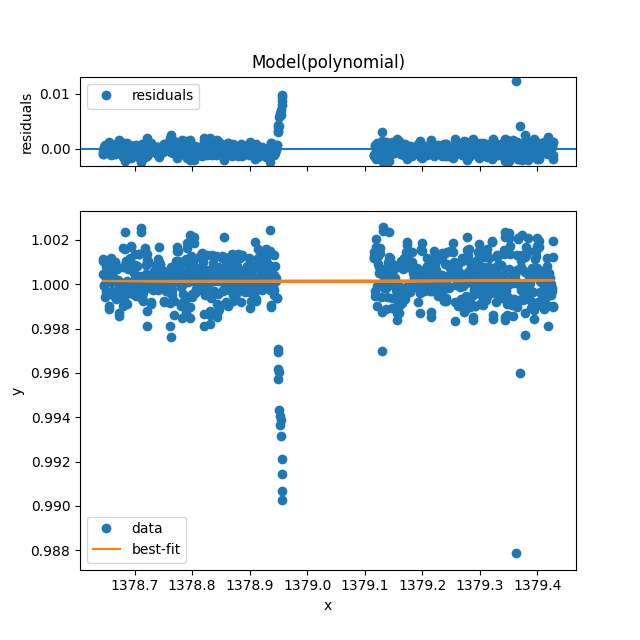 Model(polynomial)
residuals
0.01
0.00
residuals
1.002
1.000
0.998
0.996
0.994
0.992
0.990
0.988
y
data
best-fit
1378.7 1378.8 1378.9 1379.0 1379.1 1379.2 1379.3 1379.4
x